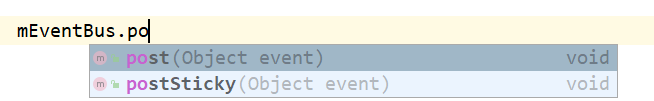 mEventBus.po
m post(Object event) void
m postSticky(Object event) void